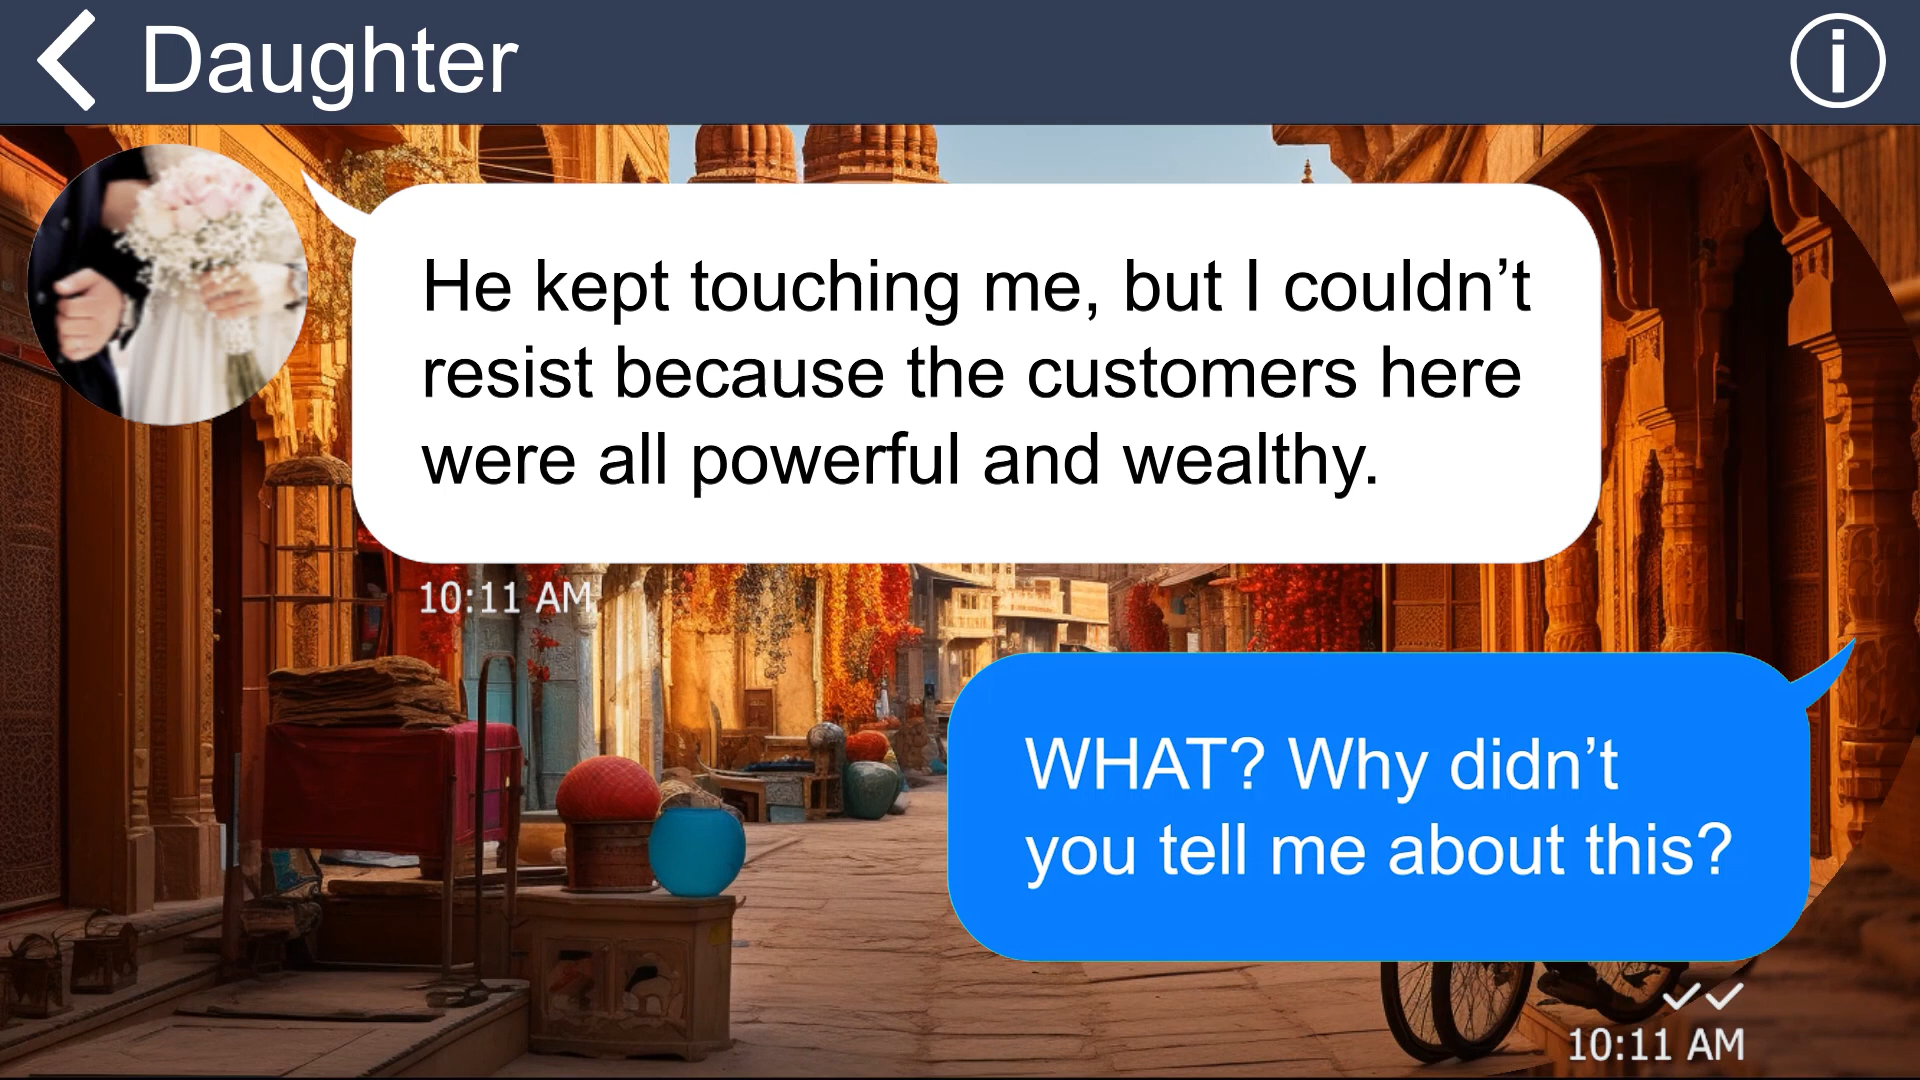 Daughter
He kept touching me, but I couldn’t
resist because the customers here
were all powerful and wealthy.
10:11 AM
WHAT? Why didn’t
you tell me about this?
10:11 AM